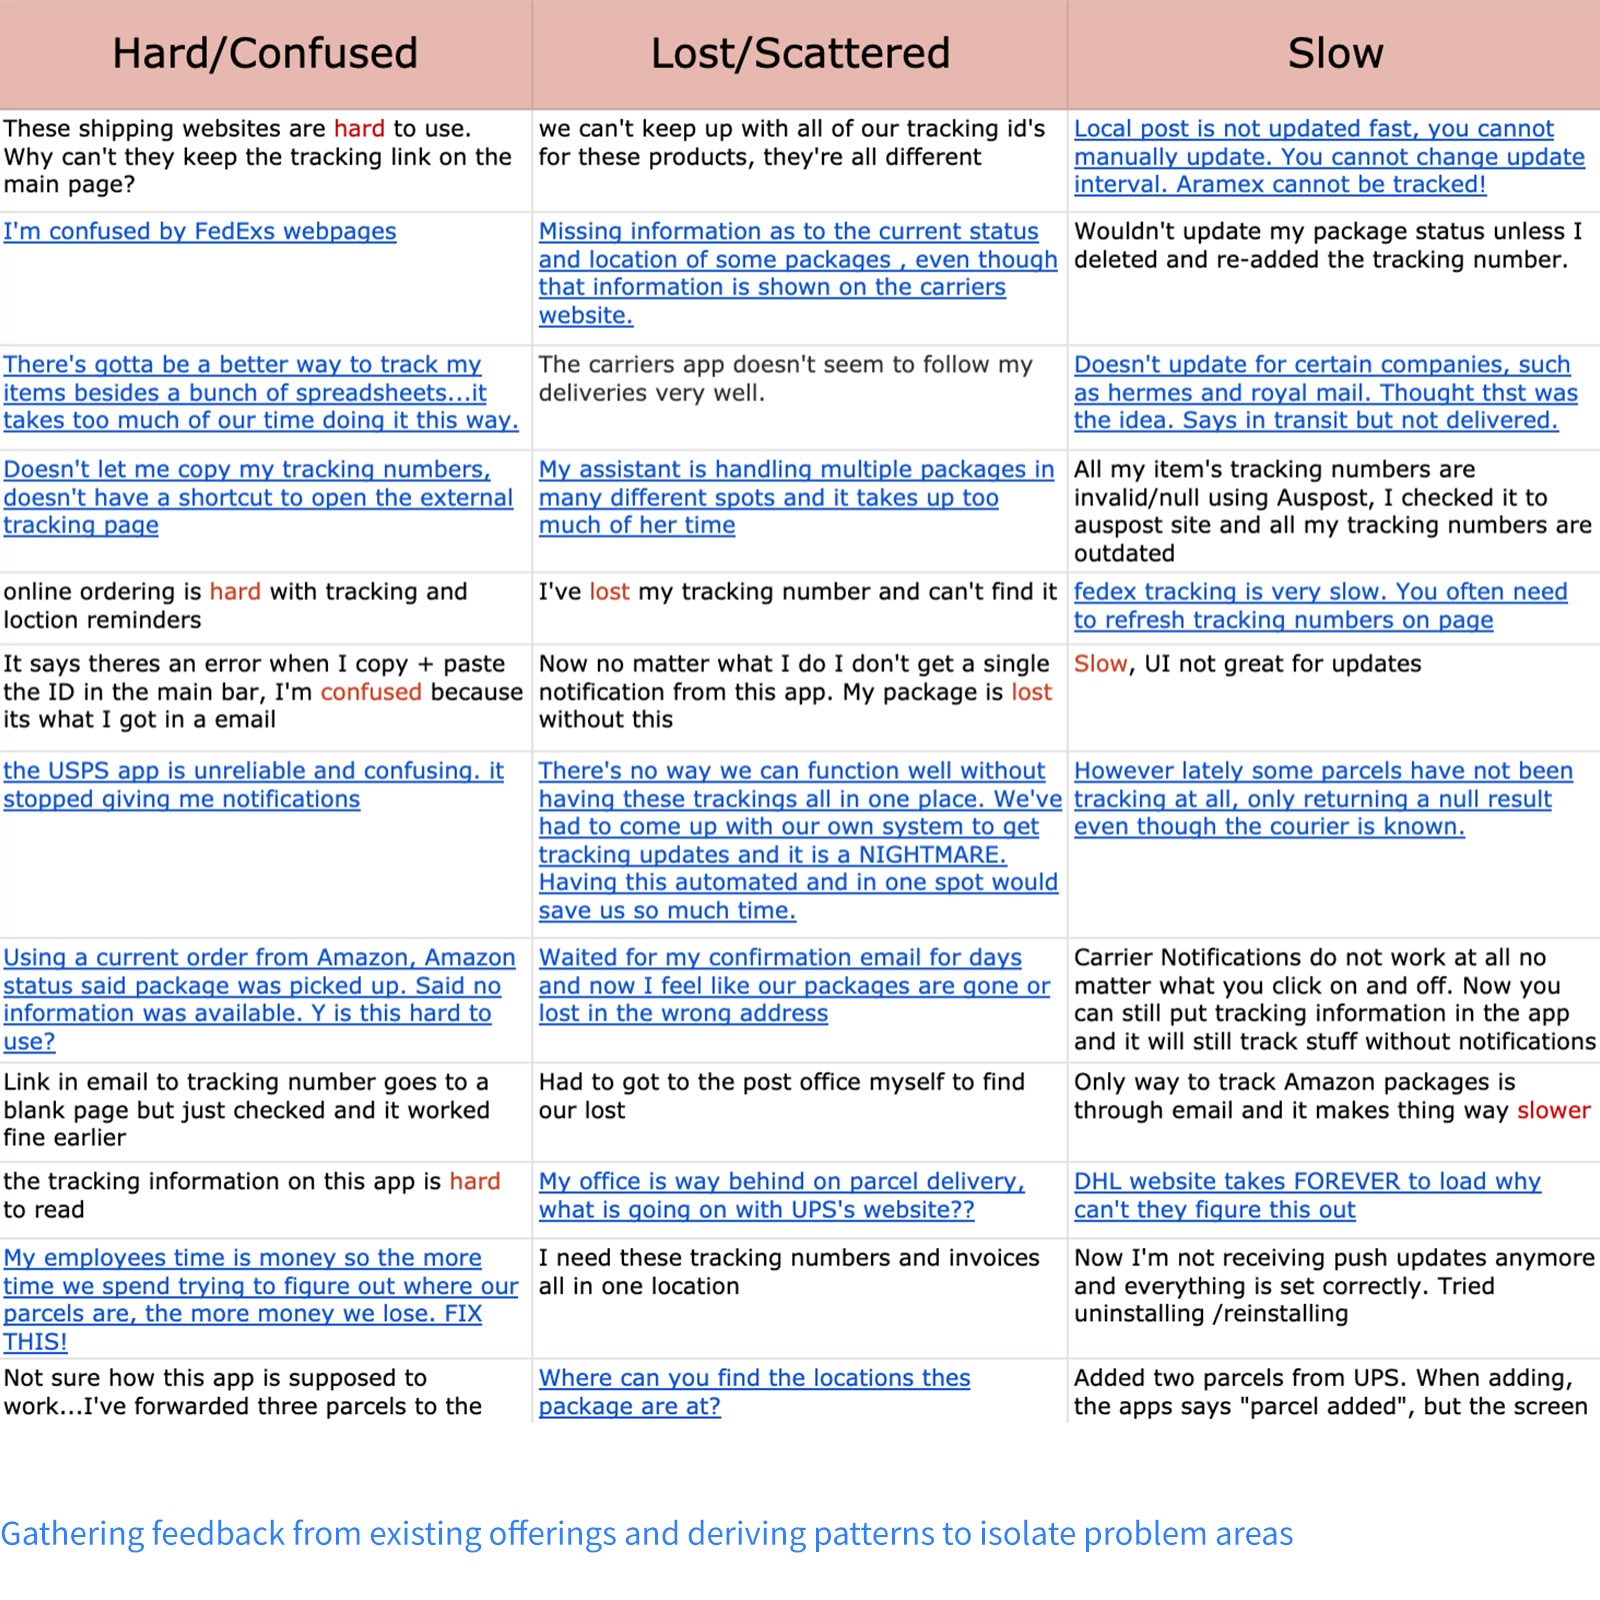 Hard/Confused
Lost/Scattered
Slow
These shipping websites are hard to use.
Why can't they keep the tracking link on the
main page?
we can't keep up with all of our tracking id's
for these products, they're all different
Local post is not updated fast, you cannot
manually update. You cannot change update
interval. Aramex cannot be tracked!
I'm confused by FedExs webpages
Missing information as to the current status
and location of some packages , even though
that information is shown on the carriers
website.
Wouldn't update my package status unless I
deleted and re-added the tracking number.
There's gotta be a better way to track my
items besides a bunch of spreadsheets...it
takes too much of our time doing it this way.
The carriers app doesn't seem to follow my
deliveries very well.
Doesn't update for certain companies, such
as hermes and royal mail. Thought thst was
the idea. Says in transit but not delivered.
Doesn't let me copy my tracking numbers,
doesn't have a shortcut to open the external
tracking page
My assistant is handling multiple packages in
many different spots and it takes up too
much of her time
All my item's tracking numbers are
invalid/null using Auspost, I checked it to
auspost site and all my tracking numbers are
outdated
online ordering is hard with tracking and
loction reminders
I've lost my tracking number and can't find it
fedex tracking is very slow. You often need
to refresh tracking numbers on page
It says theres an error when I copy + paste
the ID in the main bar, I'm confused because
its what I got in a email
Now no matter what I do I don't get a single
notification from this app. My package is lost
without this
Slow, UI not great for updates
the USPS app is unreliable and confusing. it
stopped giving me notifications
There's no way we can function well without
having these trackings all in one place. We've
had to come up with our own system to get
tracking updates and it is a NIGHTMARE.
Having this automated and in one spot would
save us so much time.
However lately some parcels have not been
tracking at all, only returning a null result
even though the courier is known.
Using a current order from Amazon, Amazon
status said package was picked up. Said no
information was available. Y is this hard to
use?
Waited for my confirmation email for days
and now I feel like our packages are gone or
lost in the wrong address
Carrier Notifications do not work at all no
matter what you click on and off. Now you
can still put tracking information in the app
and it will still track stuff without notifications
Link in email to tracking number goes to a
blank page but just checked and it worked
fine earlier
Had to got to the post office myself to find
our lost
Only way to track Amazon packages is
through email and it makes thing way slower
the tracking information on this app is hard
to read
My office is way behind on parcel delivery,
what is going on with UPS's website??
DHL website takes FOREVER to load why
can't they figure this out
My employees time is money so the more
time we spend trying to figure out where our
parcels are, the more money we lose. FIX
THIS!
I need these tracking numbers and invoices
all in one location
Now I'm not receiving push updates anymore
and everything is set correctly. Tried
uninstalling /reinstalling
Not sure how this app is supposed to
work...I've forwarded three parcels to the
Where can you find the locations thes
package are at?
Added two parcels from UPS. When adding,
the apps says "parcel added", but the screen
Gathering feedback from existing offerings and deriving patterns to isolate problem areas